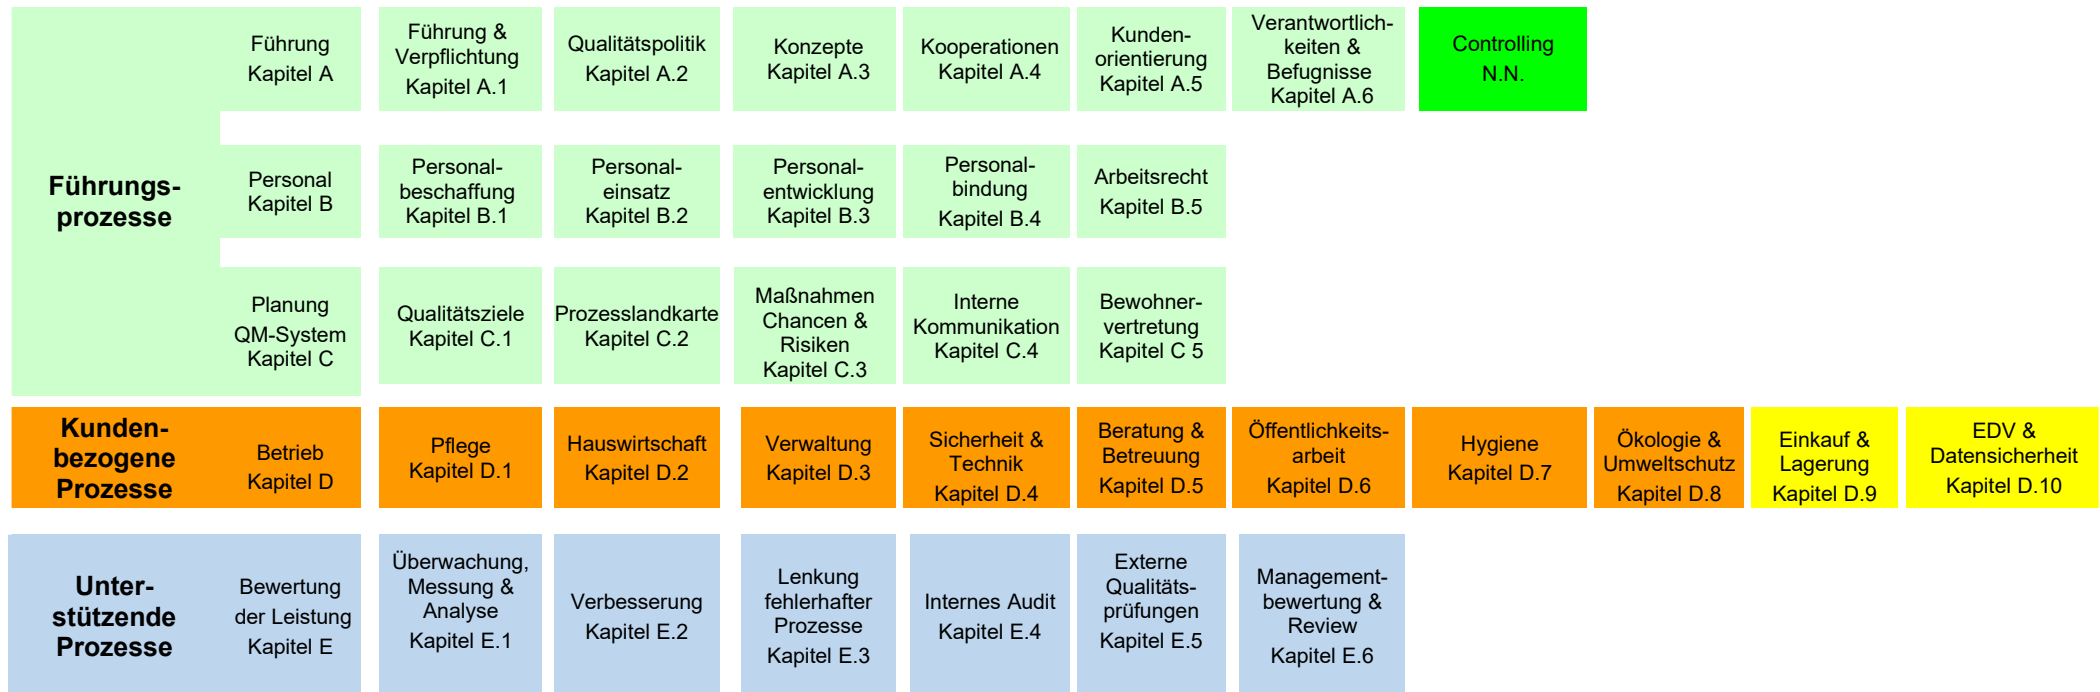 Führung
Kapitel A
Führung &
Verpflichtung
Kapitel A.1
Qualitätspolitik
Kapitel A.2
Konzepte
Kapitel A.3
Kooperationen
Kapitel A.4
Kunden-
orientierung
Kapitel A.5
Verantwortlich-
keiten &
Befugnisse
Kapitel A.6
Controlling
N.N.
Führungs-
prozesse
Personal
Kapitel B
Personal-
beschaffung
Kapitel B.1
Personal-
einsatz
Kapitel B.2
Personal-
entwicklung
Kapitel B.3
Personal-
bindung
Kapitel B.4
Arbeitsrecht
Kapitel B.5
Planung
QM-System
Kapitel C
Qualitätsziele
Kapitel C.1
Prozesslandkarte
Kapitel C.2
Maßnahmen
Chancen &
Risiken
Kapitel C.3
Interne
Kommunikation
Kapitel C.4
Bewohner-
vertretung
Kapitel C 5
Kunden-
bezogene
Prozesse
Betrieb
Kapitel D
Pflege
Kapitel D.1
Hauswirtschaft
Kapitel D.2
Verwaltung
Kapitel D.3
Sicherheit &
Technik
Kapitel D.4
Beratung &
Betreuung
Kapitel D.5
Öffentlichkeits-
arbeit
Kapitel D.6
Hygiene
Kapitel D.7
Ökologie &
Umweltschutz
Kapitel D.8
Einkauf &
Lagerung
Kapitel D.9
EDV &
Datensicherheit
Kapitel D.10
Unter-
stützende
Prozesse
Bewertung
der Leistung
Kapitel E
Überwachung,
Messung &
Analyse
Kapitel E.1
Verbesserung
Kapitel E.2
Lenkung
fehlerhafter
Prozesse
Kapitel E.3
Internes Audit
Kapitel E.4
Externe
Qualitäts-
prüfungen
Kapitel E.5
Management-
bewertung &
Review
Kapitel E.6